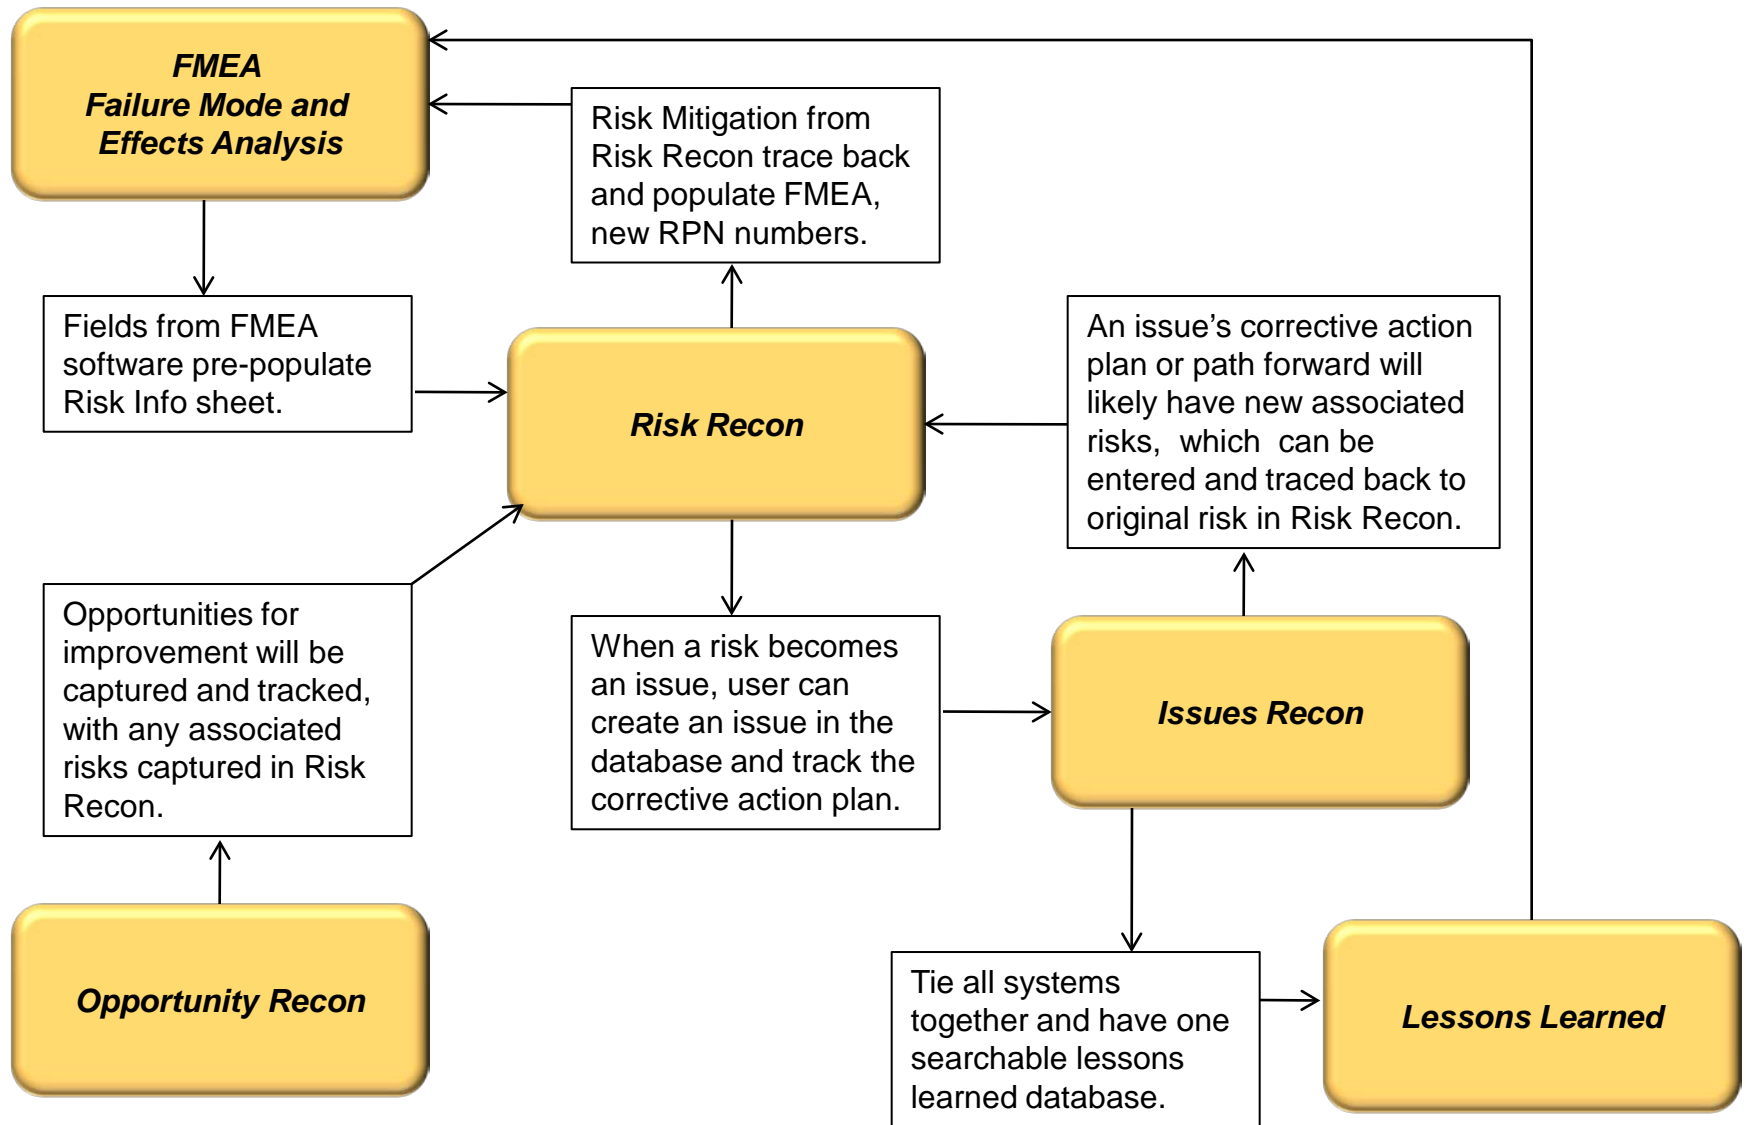 FMEA
Failure Mode and
Effects Analysis
Risk Mitigation from
Risk Recon trace back
and populate FMEA,
new RPN numbers.
Fields from FMEA
software pre-populate
Risk Info sheet.
Risk Recon
An issue’s corrective action
plan or path forward will
likely have new associated
risks, which can be
entered and traced back to
original risk in Risk Recon.
Opportunities for
improvement will be
captured and tracked,
with any associated
risks captured in Risk
Recon.
When a risk becomes
an issue, user can
create an issue in the
database and track the
corrective action plan.
Issues Recon
Opportunity Recon
Tie all systems
together and have one
searchable lessons
learned database.
Lessons Learned